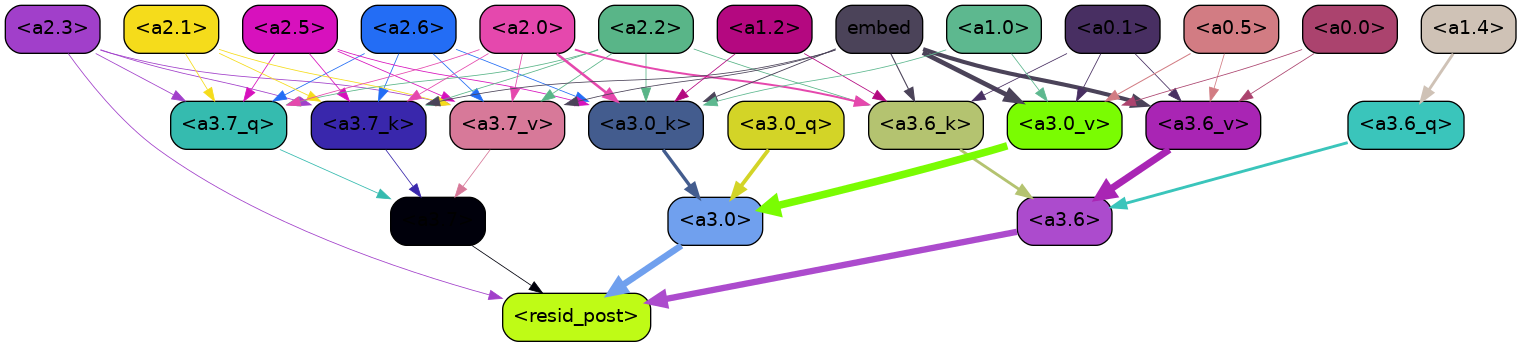 <a2.3> <a2.1> <a2.5> <a2.6> <a2.0> <a2.2> <a1.2> embed <a1.0> <a0.1> <a0.5> <a0.0> <a1.4>
<a3.7_q> <a3.7_k> <a3.7_v> <a3.0_k> <a3.0_q> <a3.6_k> <a3.0_v> <a3.6_v> <a3.6_q>
<a3.0> <a3.6>
<resid_post>